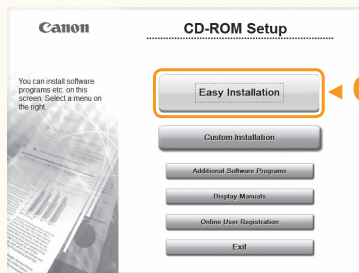 Canon
CD-ROM Setup
You can install software
programs etc. on this
screen. Select a menu on
the right.
Easy Installation
Custom Installation
Additional Software Programs
Display Manuals
Online User Registration
Exit